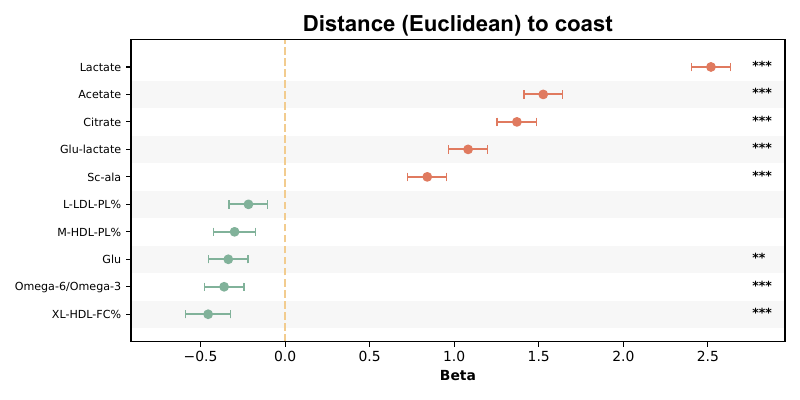 Distance (Euclidean) to coast
Lactate ***
Acetate ***
Citrate ***
Glu-lactate ***
Sc-ala ***
L-LDL-PL%
M-HDL-PL%
Glu **
Omega-6/Omega-3 ***
XL-HDL-FC% ***
−0.5 0.0 0.5 1.0 1.5 2.0 2.5
Beta